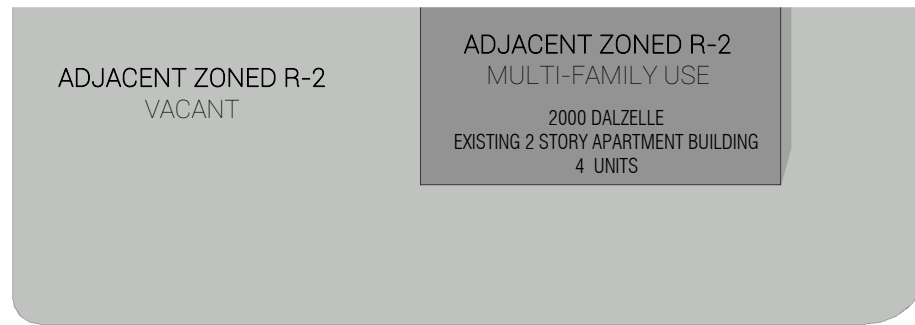 ADJACENT ZONED R-2
VACANT
ADJACENT ZONED R-2
MULTI-FAMILY USE
2000 DALZELLE
EXISTING 2 STORY APARTMENT BUILDING
4 UNITS